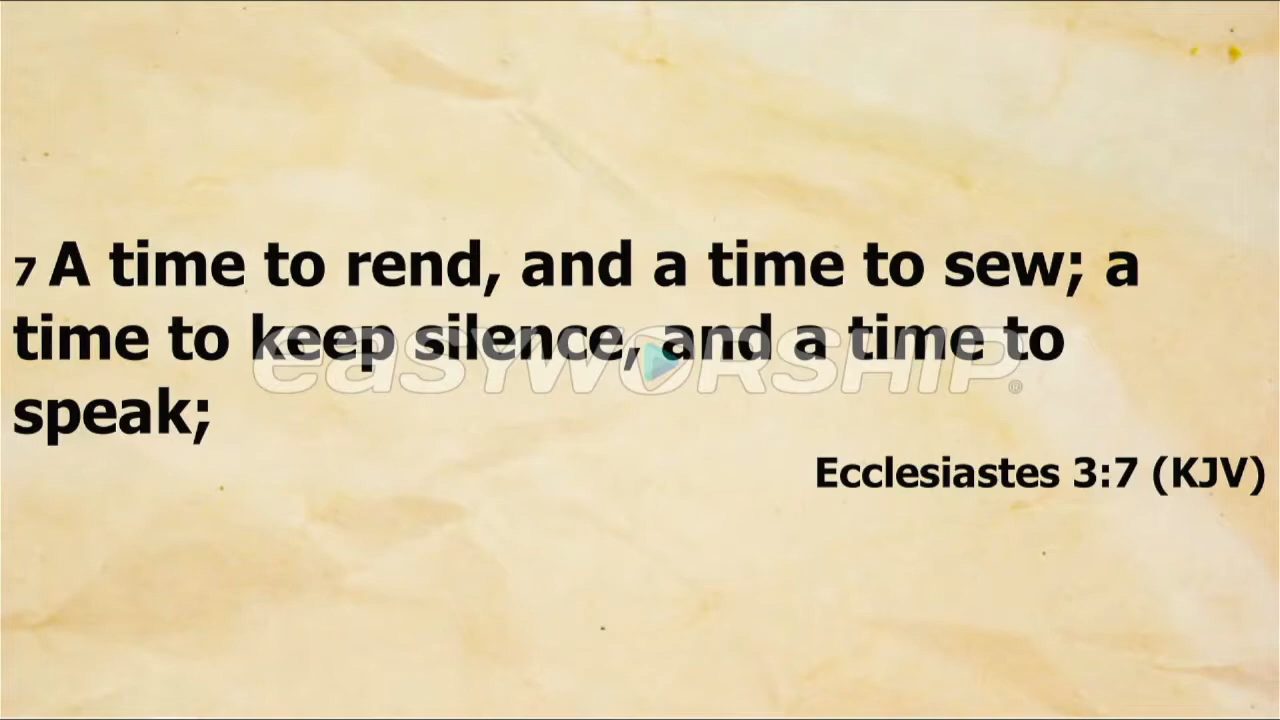 7 A time to rend, and a time to sew; a
time to keep silence, and a time to
easyworship®
speak;
Ecclesiastes 3:7 (KJV)